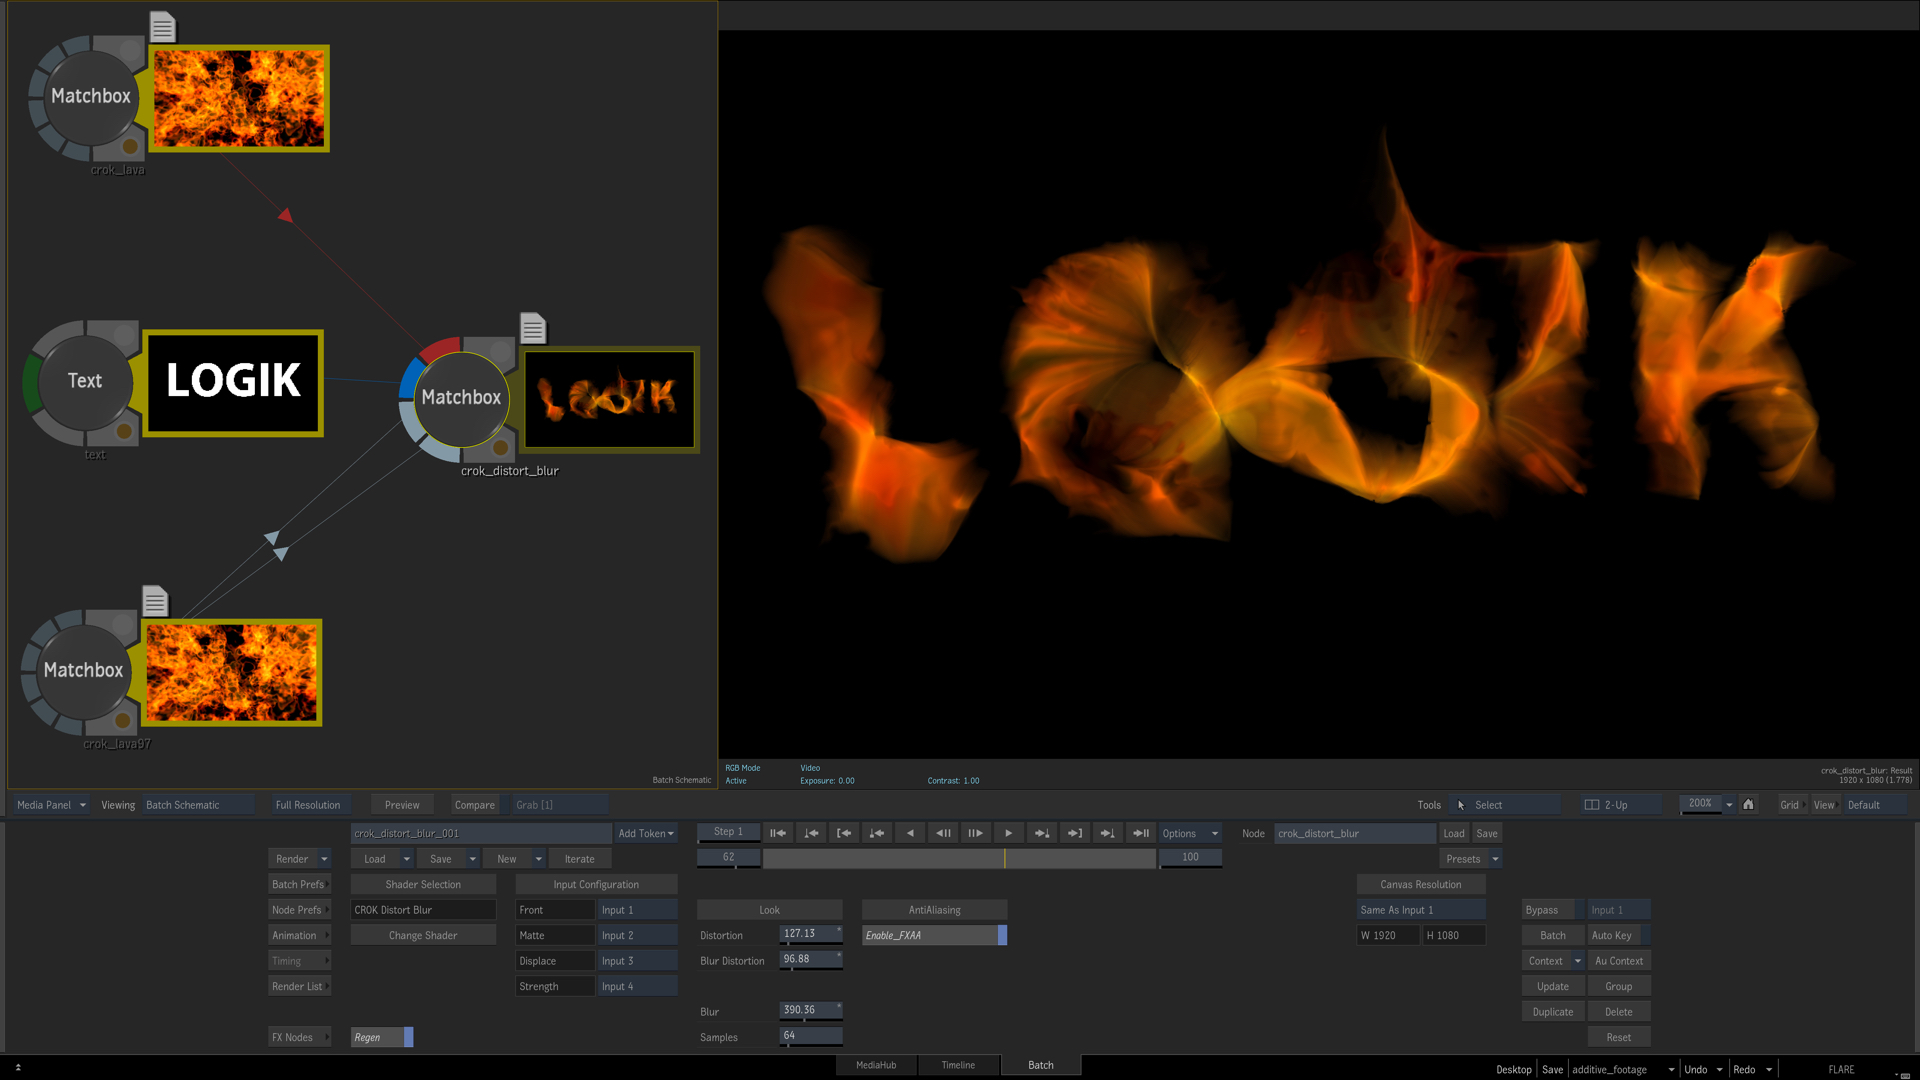 Matchbox
crok_lava
Text
LOGIK
text
Matchbox
LOGIK
crok_distort_blur
Matchbox
crok_lava97
Batch Schematic
LOGIK
RGB Mode Video
Active Exposure: 0.00 Contrast: 1.00
crok_distort_blur: Result
1920 x 1080 (1.778)
Media Panel Viewing Batch Schematic Full Resolution Preview Compare Grab [1] Tools Select 2-Up 200% Grid View Default
crok_distort_blur_001 Add Token Step 1 Options Node crok_distort_blur Load Save
Render Load Save New Iterate 62 100 Presets
Batch Prefs Shader Selection Input Configuration Canvas Resolution
Node Prefs CROK Distort Blur Front Input 1 Look AntiAliasing Same As Input 1 Bypass Input 1
Animation Change Shader Matte Input 2 Distortion 127.13 Enable_FXAA W 1920 H 1080 Batch Auto Key
Timing Displace Input 3 Blur Distortion 96.88 Context Au Context
Render List Strength Input 4 Update Group
Blur 390.36 Duplicate Delete
FX Nodes Regen Samples 64 Reset
MediaHub Timeline Batch
Desktop Save additive_footage Undo Redo FLARE